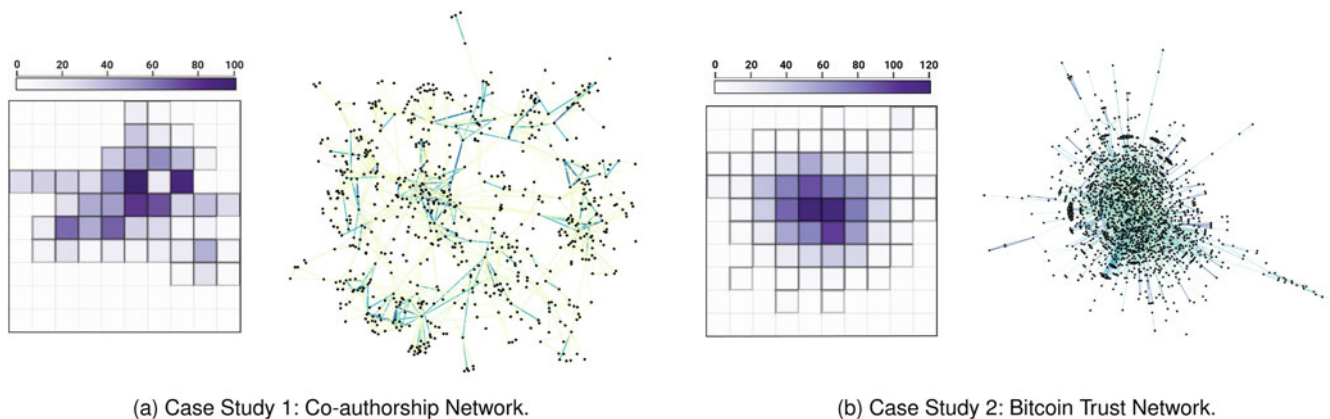 0 20 40 60 80 100
0 20 40 60 80 100 120
(a) Case Study 1: Co-authorship Network.
(b) Case Study 2: Bitcoin Trust Network.